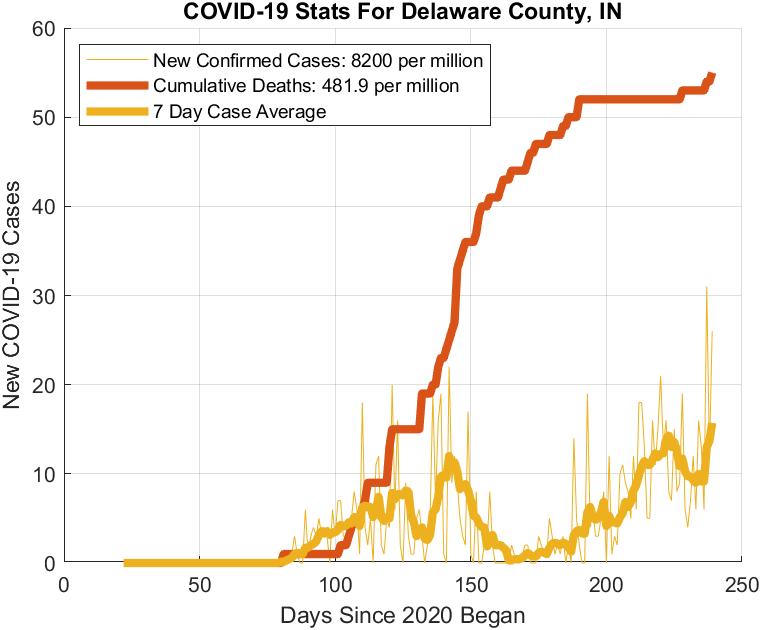 COVID-19 Stats For Delaware County, IN
New Confirmed Cases: 8200 per million
Cumulative Deaths: 481.9 per million
7 Day Case Average
New COVID-19 Cases
60
50
40
30
20
10
0
0 50 100 150 200 250
Days Since 2020 Began